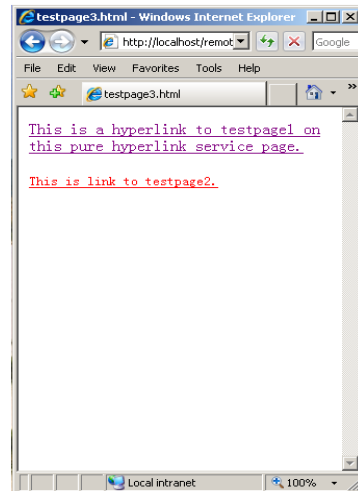 testpage3.html - Windows Internet Explorer
http://localhost/remot
Google
File Edit View Favorites Tools Help
testpage3.html
This is a hyperlink to testpage1 on
this pure hyperlink service page.
This is link to testpage2.
Local intranet
100%